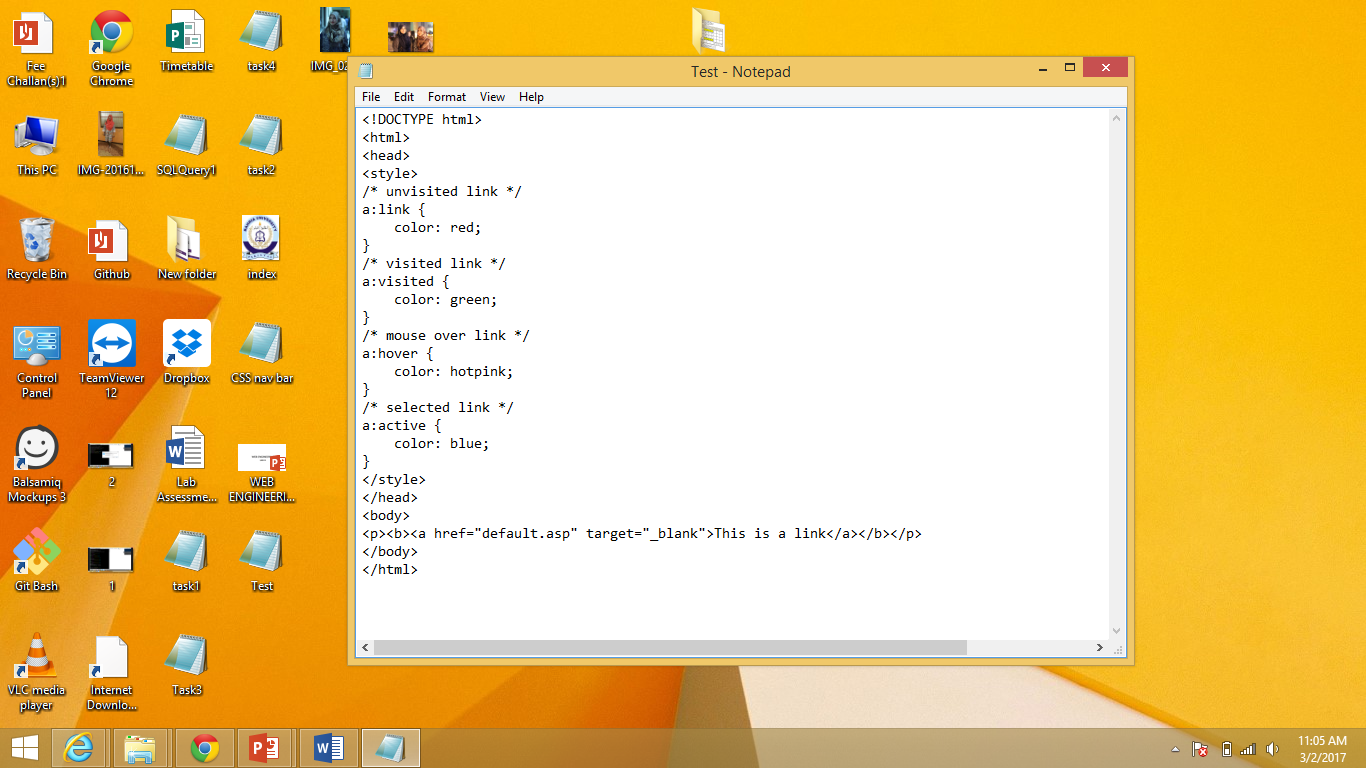 Fee
Challan(s)1
Google
Chrome
Timetable
task4
This PC
IMG-20161...
SQLQuery1
task2
Recycle Bin
Github
New folder
index
Control
Panel
TeamViewer
12
Dropbox
CSS nav bar
Balsamiq
Mockups 3
2
Lab
Assessme...
WEB
ENGINEERI...
Git Bash
1
task1
Test
VLC media
player
Internet
Downlo...
Task3
Test - Notepad
File Edit Format View Help
<!DOCTYPE html>
<html>
<head>
<style>
/* unvisited link */
a:link {
    color: red;
}
/* visited link */
a:visited {
    color: green;
}
/* mouse over link */
a:hover {
    color: hotpink;
}
/* selected link */
a:active {
    color: blue;
}
</style>
</head>
<body>
<p><b><a href="default.asp" target="_blank">This is a link</a></b></p>
</body>
</html>
11:05 AM
3/2/2017